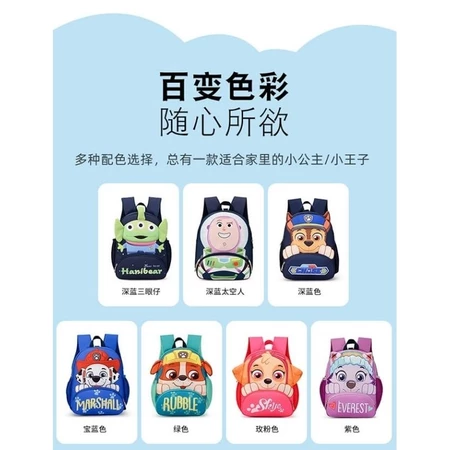 百变色彩
随心所欲
多种配色选择，总有一款适合家里的小公主/小王子
Hanibear
深蓝三眼仔
深蓝太空人
深蓝色
MARSHALL
宝蓝色
RUBBLE
绿色
Skye
玫粉色
EVEREST
紫色